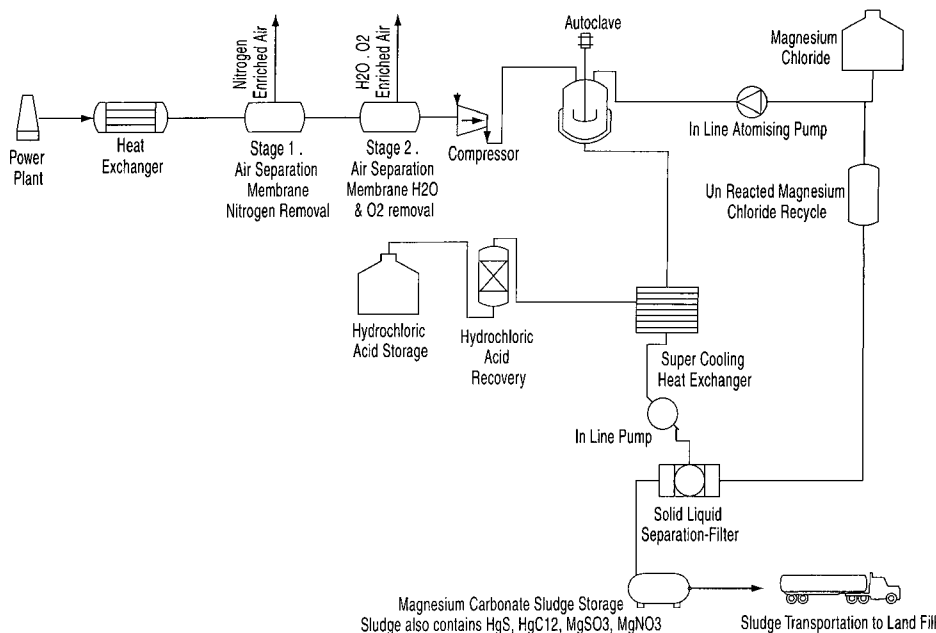 Power
Plant
Heat
Exchanger
Nitrogen
Enriched Air
Stage 1 .
Air Separation
Membrane
Nitrogen Removal
H2O . O2
Enriched Air
Stage 2 .
Air Separation
Membrane H2O
& O2 removal
Compressor
Autoclave
In Line Atomising Pump
Magnesium
Chloride
Un Reacted Magnesium
Chloride Recycle
Hydrochloric
Acid Storage
Hydrochloric
Acid
Recovery
Super Cooling
Heat Exchanger
In Line Pump
Solid Liquid
Separation-Filter
Magnesium Carbonate Sludge Storage
Sludge also contains HgS, HgC12, MgSO3, MgNO3
Sludge Transportation to Land Fill